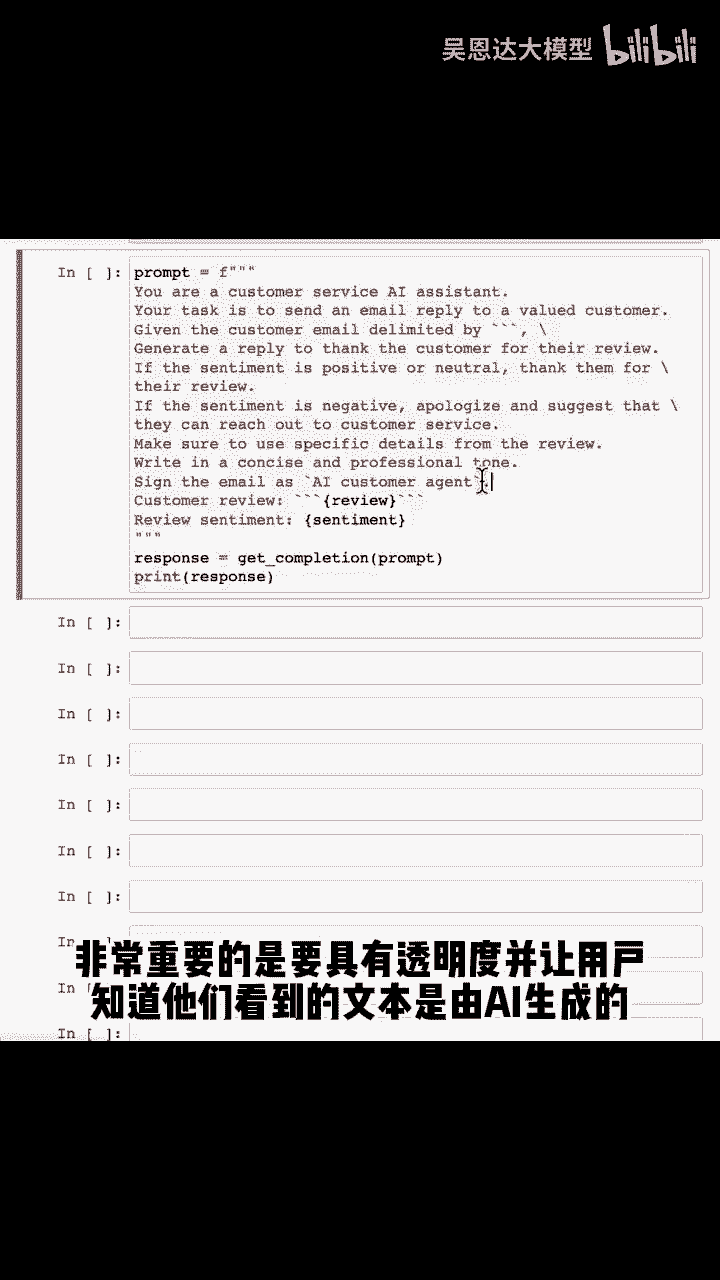 吴恩达大模型 bilibili
In [ ]: prompt = f"""
You are a customer service AI assistant.
Your task is to send an email reply to a valued customer.
Given the customer email delimited by ```, \
Generate a reply to thank the customer for their review.
If the sentiment is positive or neutral, thank them for \
their review.
If the sentiment is negative, apologize and suggest that \
they can reach out to customer service.
Make sure to use specific details from the review.
Write in a concise and professional tone.
Sign the email as `AI customer agent`.
Customer review: ```{review}```
Review sentiment: {sentiment}
"""
response = get_completion(prompt)
print(response)
In [ ]:
In [ ]:
In [ ]:
In [ ]:
In [ ]:
In [ ]:
In [ ]:
In
非常重要的是要具有透明度并让用户
In [
知道他们看到的文本是由AI生成的
In [ ]: